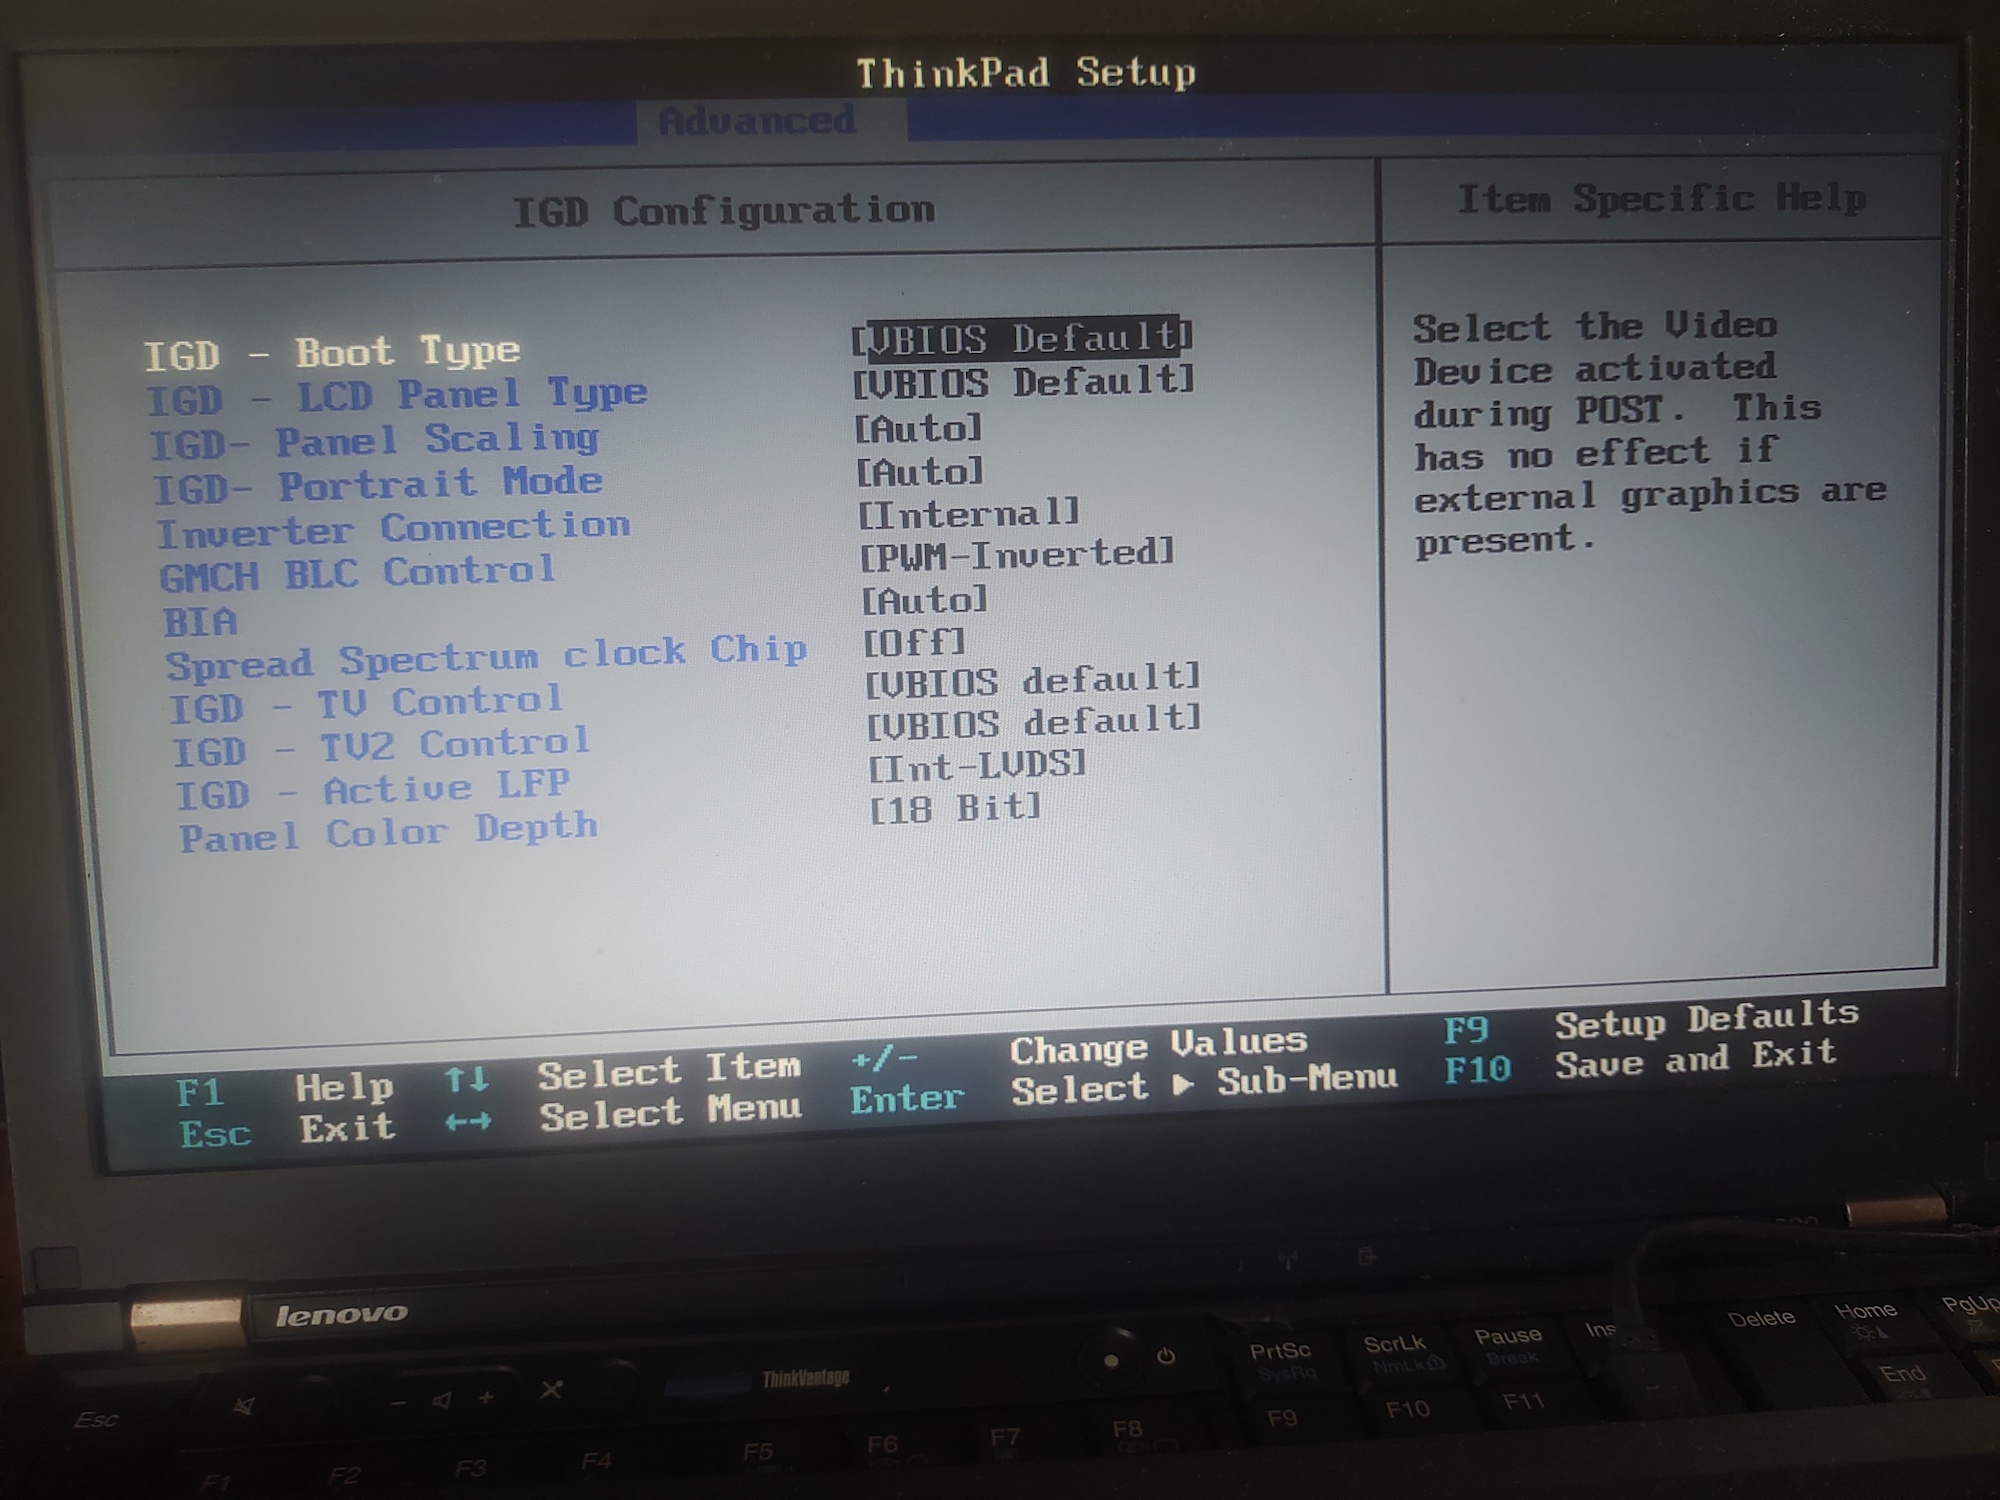 ThinkPad Setup
Advanced
IGD Configuration
Item Specific Help
IGD - Boot Type [VBIOS Default]
IGD - LCD Panel Type [VBIOS Default]
IGD- Panel Scaling [Auto]
IGD- Portrait Mode [Auto]
Inverter Connection [Internal]
GMCH BLC Control [PWM-Inverted]
BIA [Auto]
Spread Spectrum clock Chip [Off]
IGD - TV Control [VBIOS default]
IGD - TV2 Control [VBIOS default]
IGD - Active LFP [Int-LVDS]
Panel Color Depth [18 Bit]
Select the Video
Device activated
during POST. This
has no effect if
external graphics are
present.
F1 Help ↑↓ Select Item +/- Change Values F9 Setup Defaults
Esc Exit ←→ Select Menu Enter Select ▶ Sub-Menu F10 Save and Exit
lenovo
ThinkVantage
PrtSc
SysRq
ScrLk
NmLk
Pause
Break
Ins
Delete
Home
PgUp
End
Esc
- +
F1 F2 F3 F4 F5 F6 F7 F8 F9 F10 F11